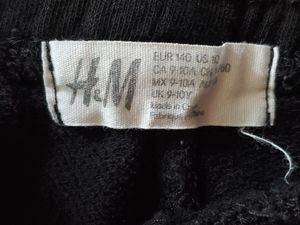 H&M
EUR 140 US 10
CA 9-10A
MX 9-10A
UK 9-10Y
Made in